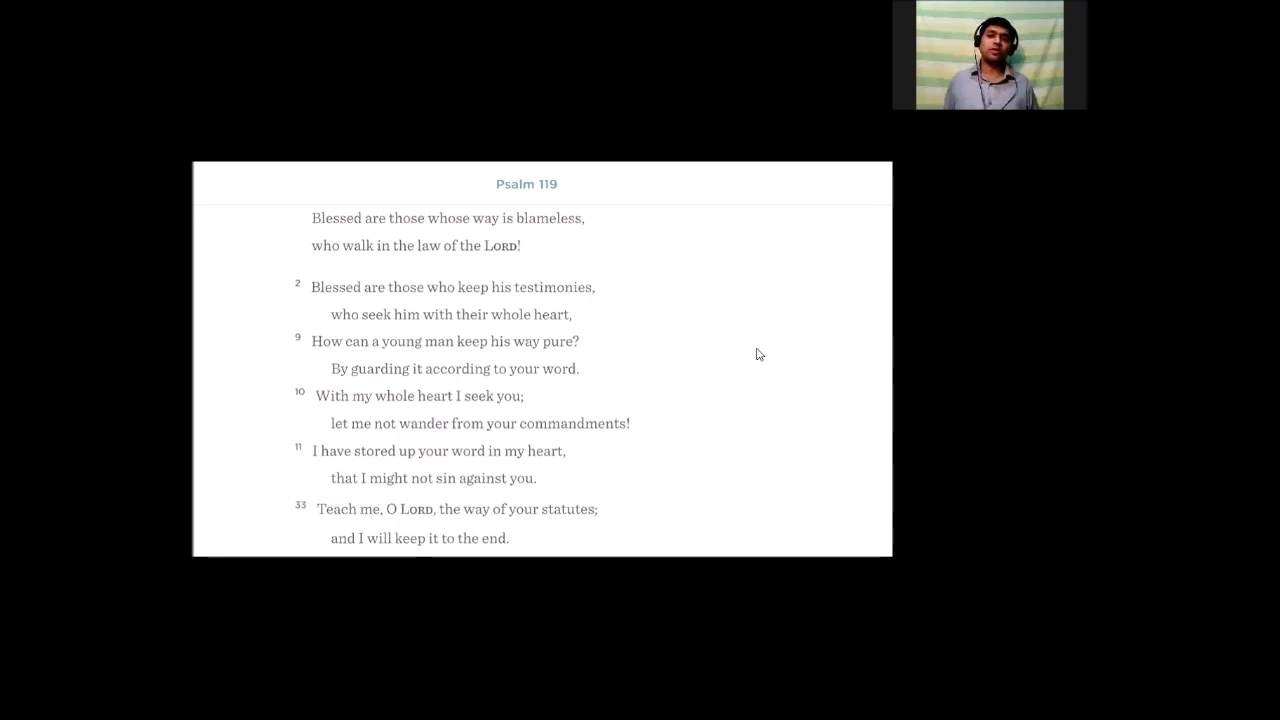 Psalm 119
Blessed are those whose way is blameless,
who walk in the law of the LORD!
2 Blessed are those who keep his testimonies,
who seek him with their whole heart,
9 How can a young man keep his way pure?
By guarding it according to your word.
10 With my whole heart I seek you;
let me not wander from your commandments!
11 I have stored up your word in my heart,
that I might not sin against you.
33 Teach me, O LORD, the way of your statutes;
and I will keep it to the end.